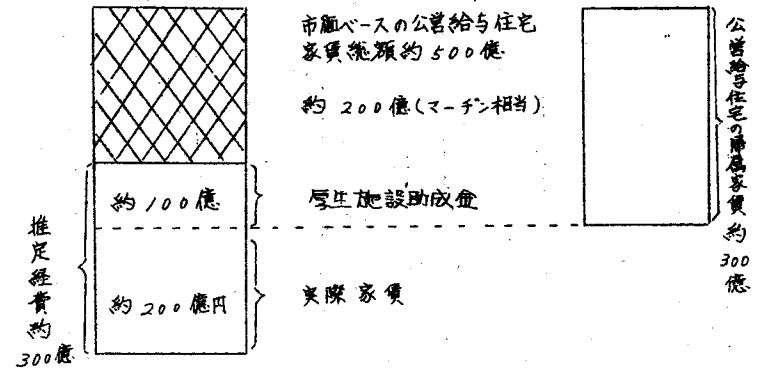 市価ベースの公営給与住宅
家賃総額約500億
約200億(マージン相当)
約100億
厚生施設助成金
約200億円
実際家賃
推定経費約300億
公営給与住宅の帰属家賃約300億